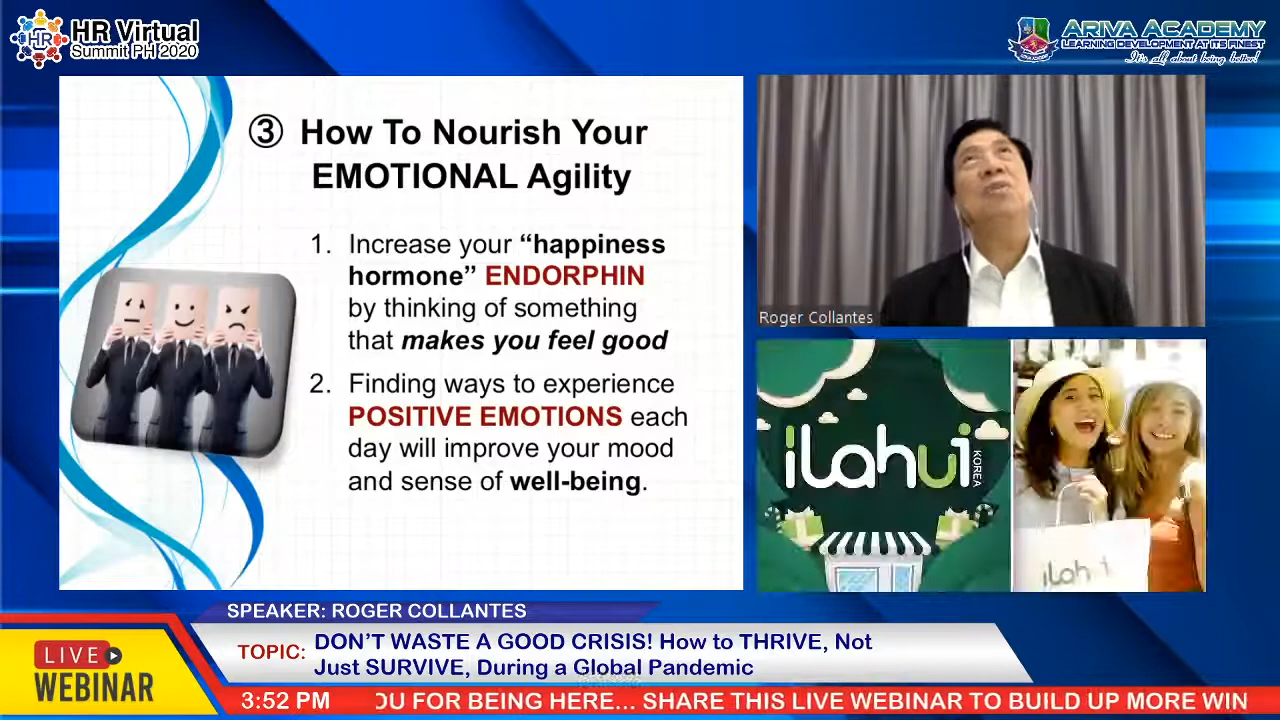 HR Virtual
Summit PH 2020
HR
ARIVA ACADEMY
LEARNING DEVELOPMENT AT ITS FINEST
It's all about being better!
③ How To Nourish Your
EMOTIONAL Agility
1. Increase your “happiness
hormone” ENDORPHIN
by thinking of something
that makes you feel good
2. Finding ways to experience
POSITIVE EMOTIONS each
day will improve your mood
and sense of well-being.
Roger Collantes
ilahui
KOREA
SPEAKER: ROGER COLLANTES
TOPIC: DON’T WASTE A GOOD CRISIS! How to THRIVE, Not
Just SURVIVE, During a Global Pandemic
LIVE
WEBINAR
3:52 PM
OU FOR BEING HERE... SHARE THIS LIVE WEBINAR TO BUILD UP MORE WIN